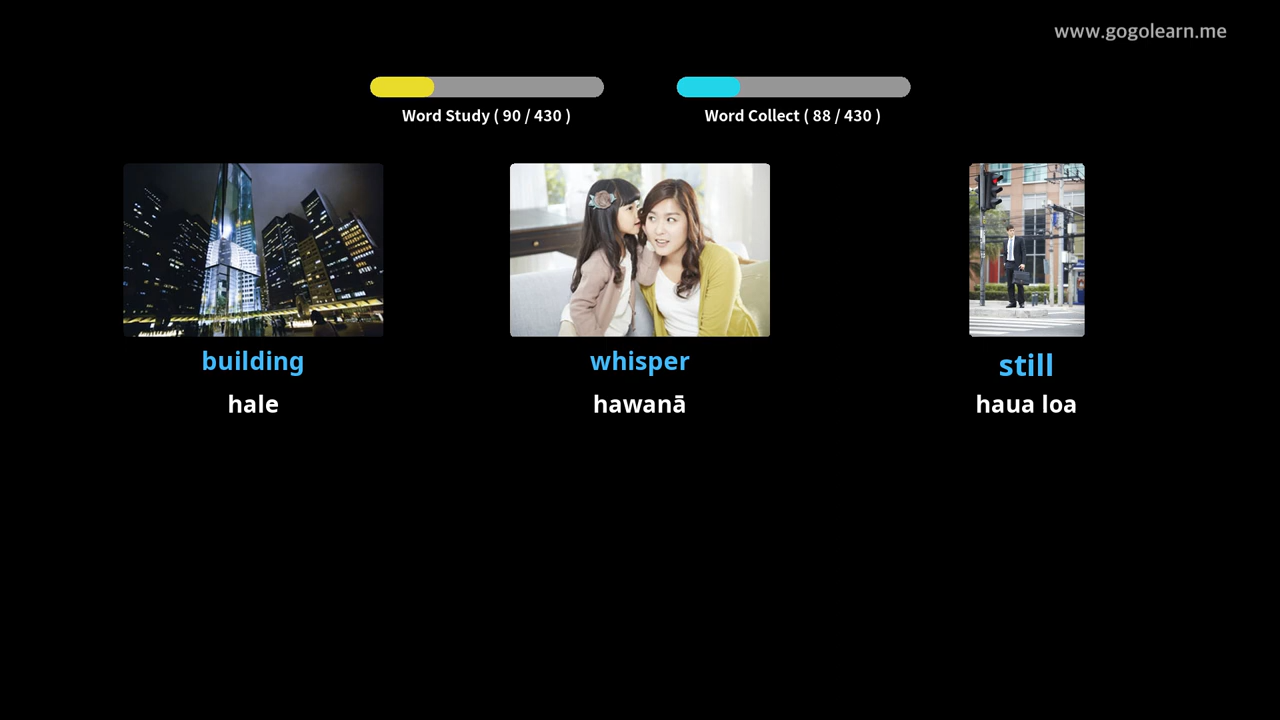 www.gogolearn.me
Word Study ( 90 / 430 )
Word Collect ( 88 / 430 )
building
whisper
still
hale
hawanā
haua loa